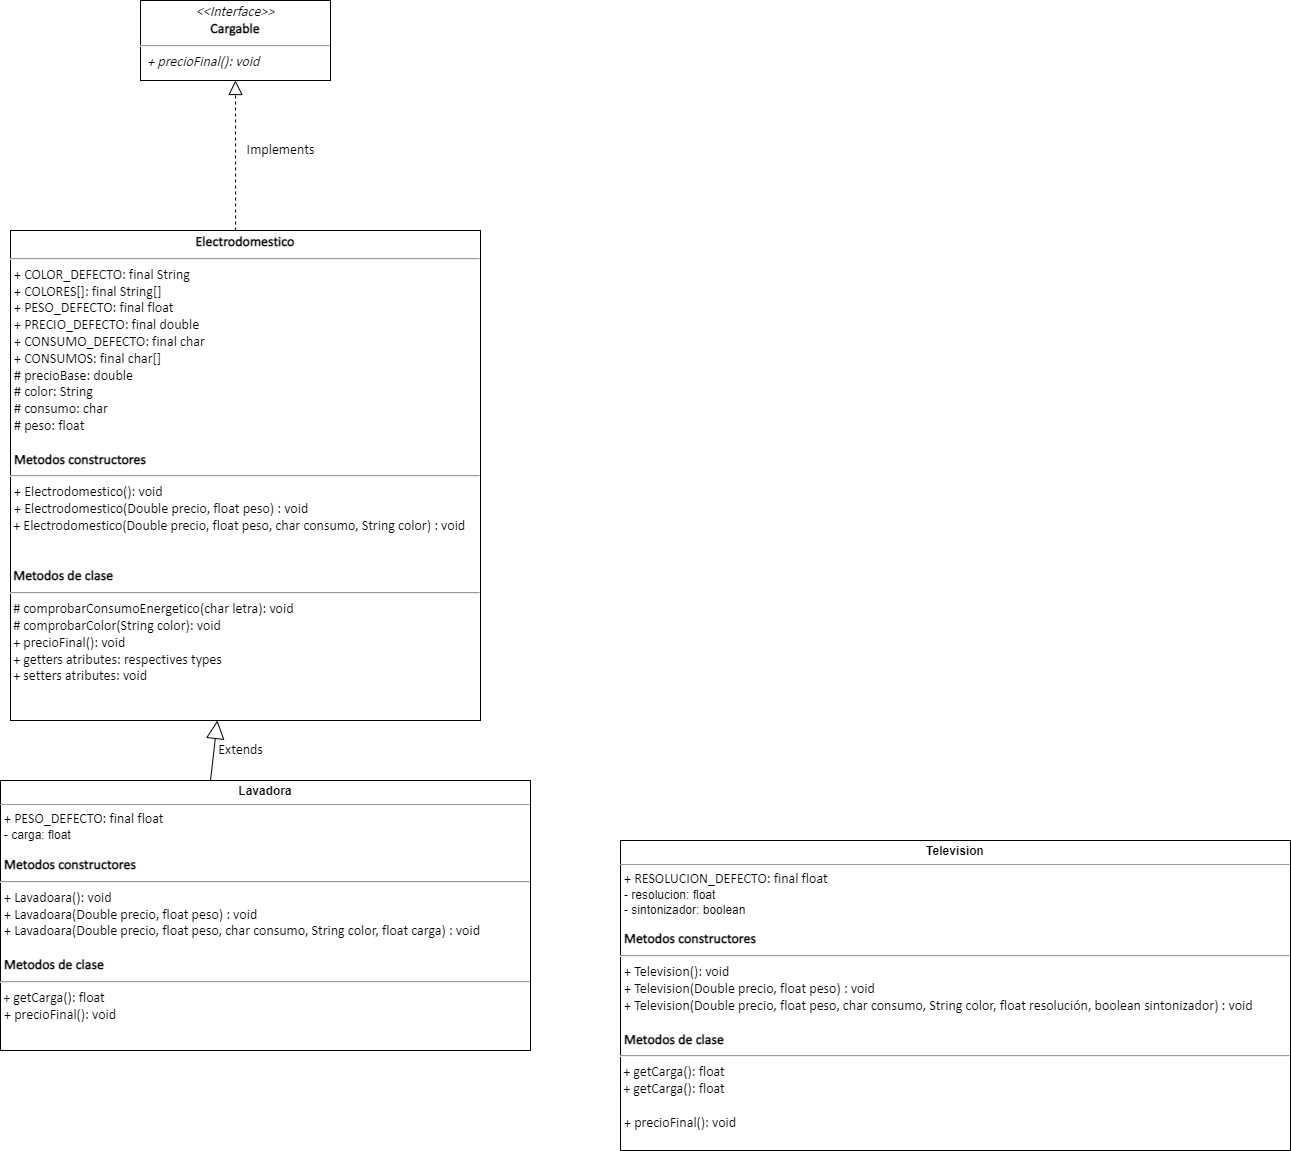 <<Interface>>
Cargable
+ precioFinal(): void
Implements
Electrodomestico
+ COLOR_DEFECTO: final String
+ COLORES[]: final String[]
+ PESO_DEFECTO: final float
+ PRECIO_DEFECTO: final double
+ CONSUMO_DEFECTO: final char
+ CONSUMOS: final char[]
# precioBase: double
# color: String
# consumo: char
# peso: float
Metodos constructores
+ Electrodomestico(): void
+ Electrodomestico(Double precio, float peso) : void
+ Electrodomestico(Double precio, float peso, char consumo, String color) : void
Metodos de clase
# comprobarConsumoEnergetico(char letra): void
# comprobarColor(String color): void
+ precioFinal(): void
+ getters atributes: respectives types
+ setters atributes: void
Extends
Lavadora
+ PESO_DEFECTO: final float
- carga: float
Metodos constructores
+ Lavadoara(): void
+ Lavadoara(Double precio, float peso) : void
+ Lavadoara(Double precio, float peso, char consumo, String color, float carga) : void
Metodos de clase
+ getCarga(): float
+ precioFinal(): void
Television
+ RESOLUCION_DEFECTO: final float
- resolucion: float
- sintonizador: boolean
Metodos constructores
+ Television(): void
+ Television(Double precio, float peso) : void
+ Television(Double precio, float peso, char consumo, String color, float resolución, boolean sintonizador) : void
Metodos de clase
+ getCarga(): float
+ getCarga(): float
+ precioFinal(): void